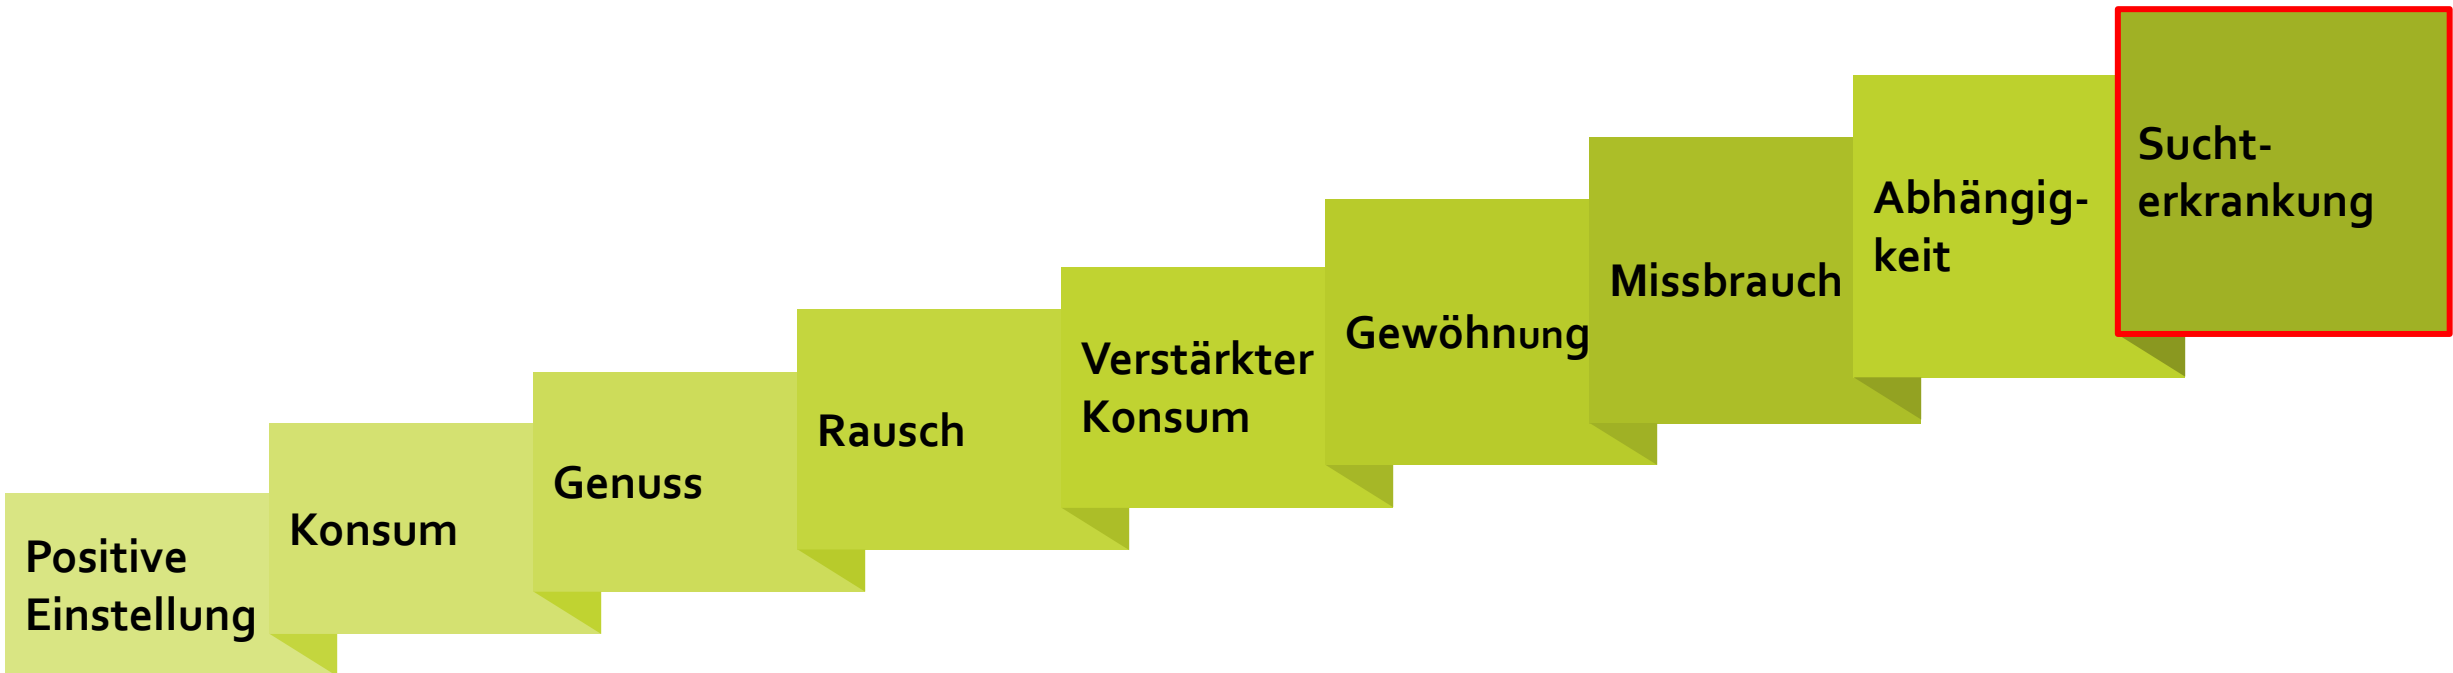 Positive
Einstellung
Konsum
Genuss
Rausch
Verstärkter
Konsum
Gewöhnung
Missbrauch
Abhängig-
keit
Sucht-
erkrankung